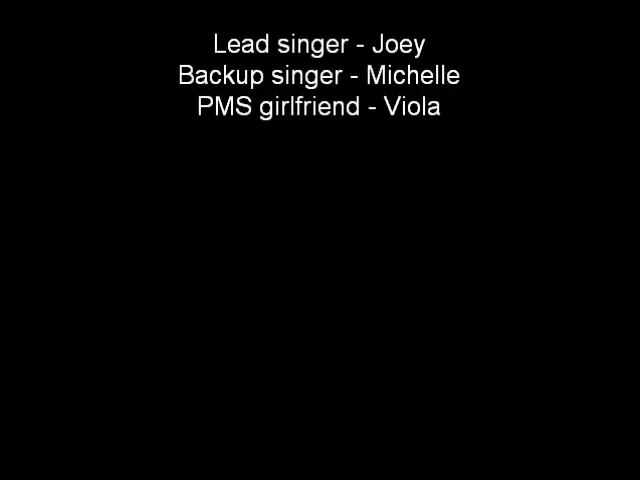 Lead singer - Joey
Backup singer - Michelle
PMS girlfriend - Viola